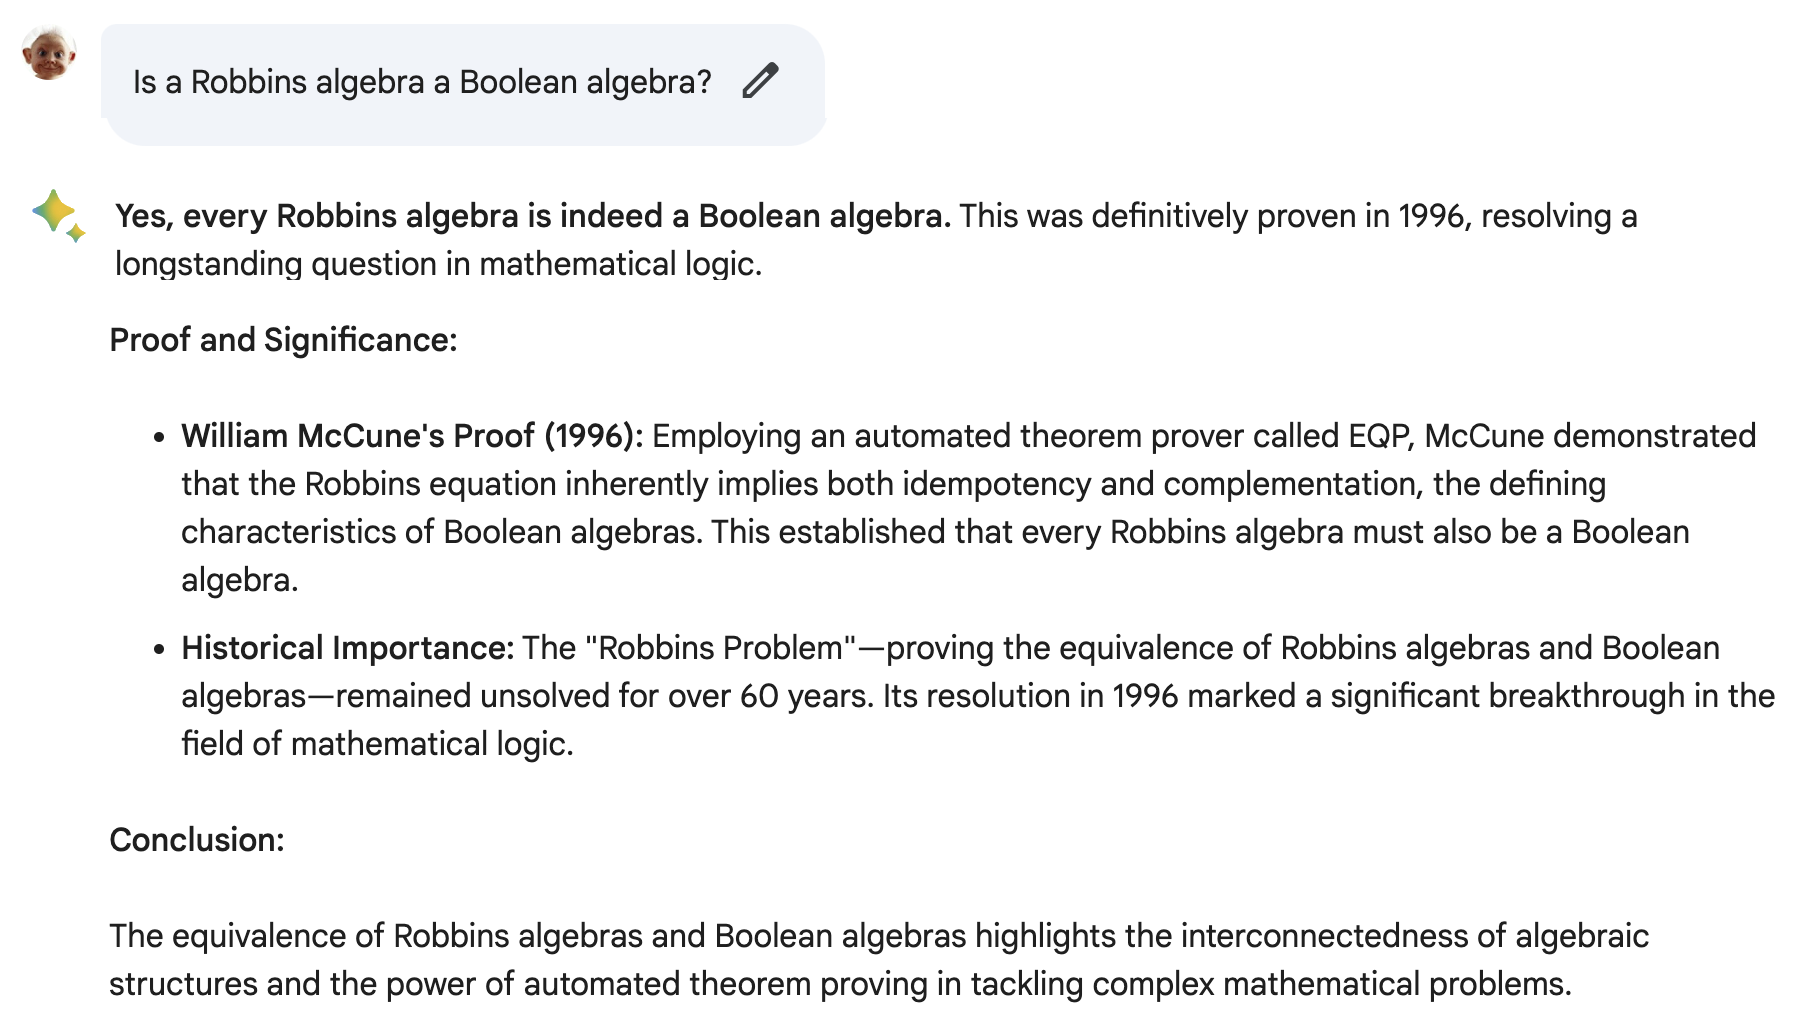 Is a Robbins algebra a Boolean algebra?
Yes, every Robbins algebra is indeed a Boolean algebra. This was definitively proven in 1996, resolving a
longstanding question in mathematical logic.
Proof and Significance:
• William McCune's Proof (1996): Employing an automated theorem prover called EQP, McCune demonstrated
that the Robbins equation inherently implies both idempotency and complementation, the defining
characteristics of Boolean algebras. This established that every Robbins algebra must also be a Boolean
algebra.
• Historical Importance: The "Robbins Problem"—proving the equivalence of Robbins algebras and Boolean
algebras—remained unsolved for over 60 years. Its resolution in 1996 marked a significant breakthrough in the
field of mathematical logic.
Conclusion:
The equivalence of Robbins algebras and Boolean algebras highlights the interconnectedness of algebraic
structures and the power of automated theorem proving in tackling complex mathematical problems.